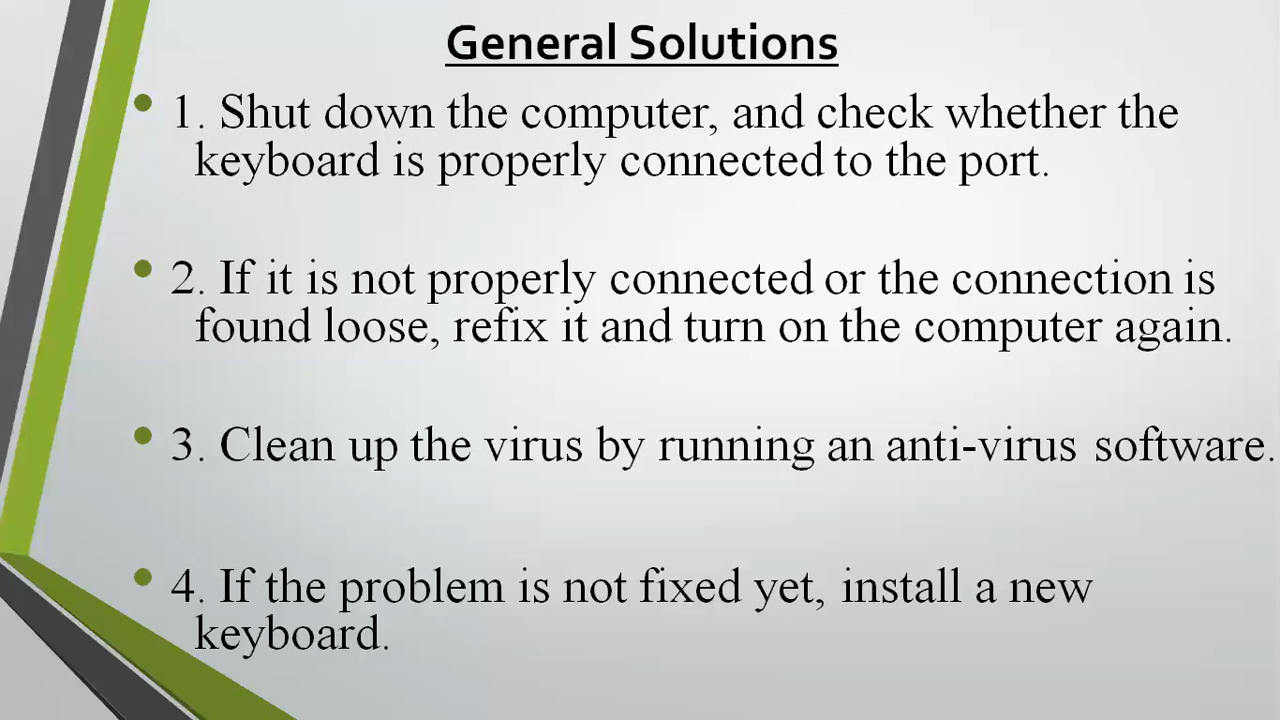 General Solutions
• 1. Shut down the computer, and check whether the
keyboard is properly connected to the port.
• 2. If it is not properly connected or the connection is
found loose, refix it and turn on the computer again.
• 3. Clean up the virus by running an anti-virus software.
• 4. If the problem is not fixed yet, install a new
keyboard.